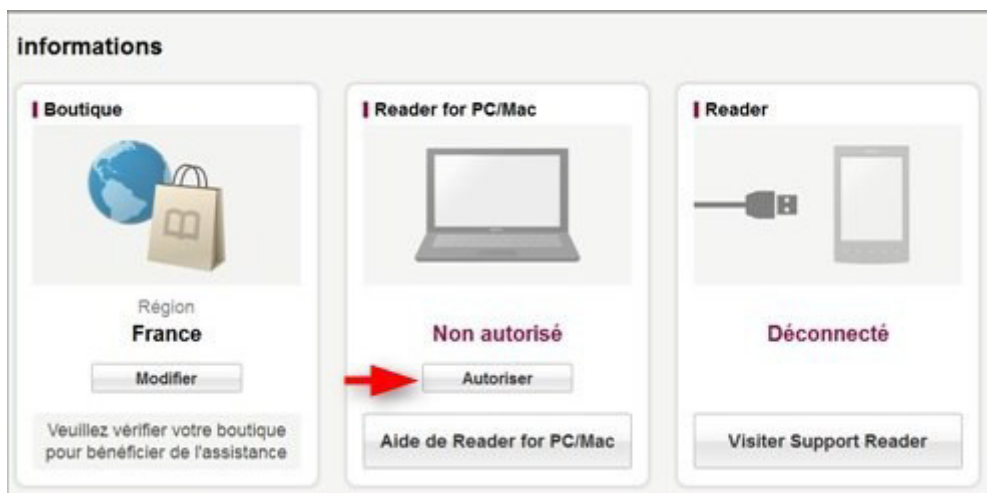 informations
Boutique
Région
France
Modifier
Veuillez vérifier votre boutique
pour bénéficier de l'assistance
Reader for PC/Mac
Non autorisé
Autoriser
Aide de Reader for PC/Mac
Reader
Déconnecté
Visiter Support Reader